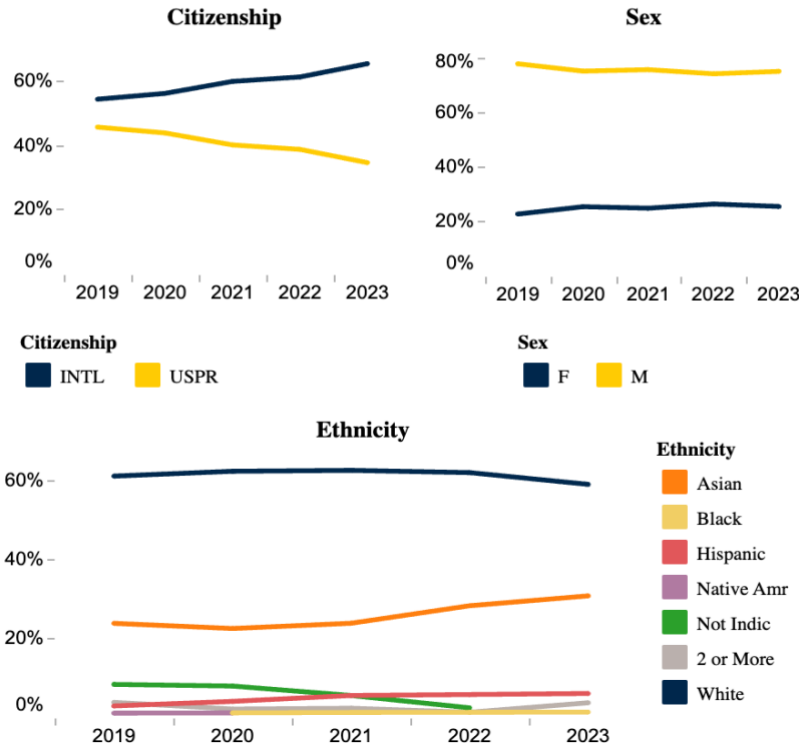 Citizenship
60%
40%
20%
0%
2019 2020 2021 2022 2023
Citizenship
INTL USPR
Sex
80%
60%
40%
20%
0%
2019 2020 2021 2022 2023
Sex
F M
Ethnicity
60%
40%
20%
0%
2019 2020 2021 2022 2023
Ethnicity
Asian
Black
Hispanic
Native Amr
Not Indic
2 or More
White